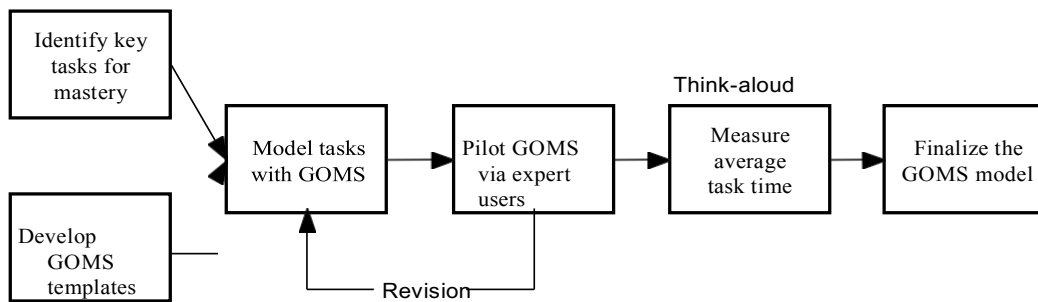 Identify key
tasks for
mastery
Develop
GOMS
templates
Model tasks
with GOMS
Pilot GOMS
via expert
users
Revision
Think-aloud
Measure
average
task time
Finalize the
GOMS model